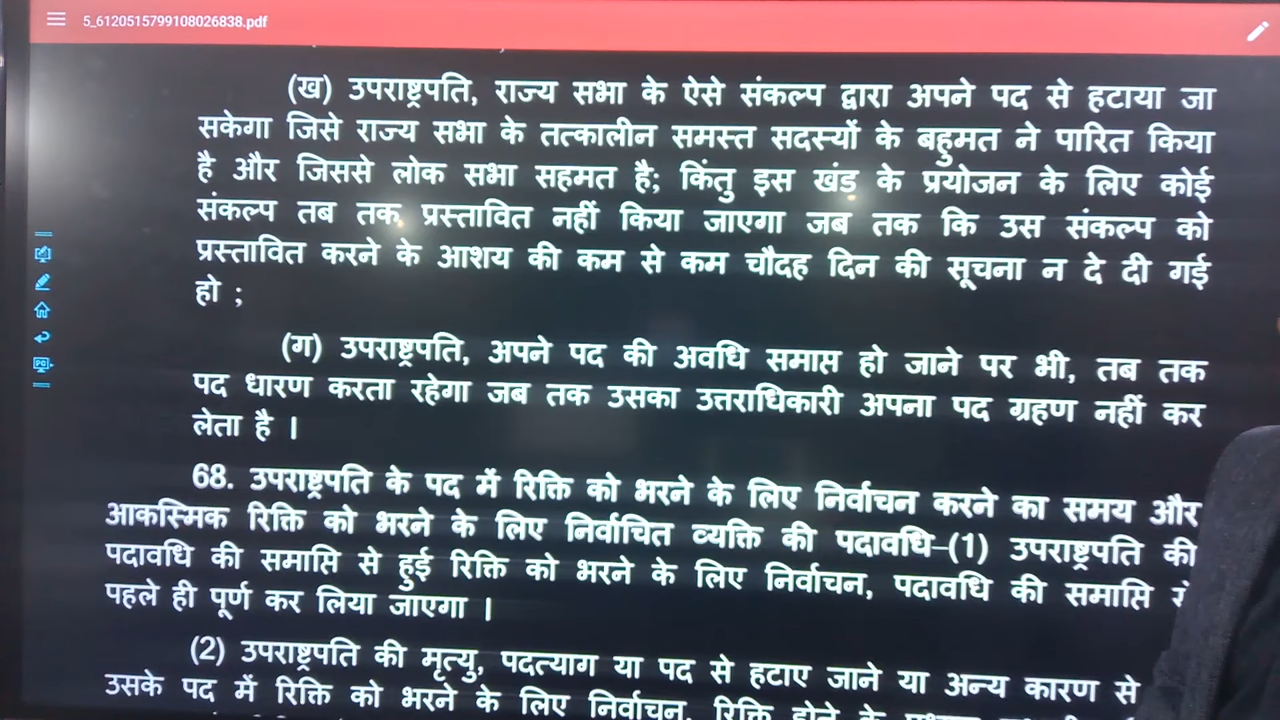 5_6120515799108026838.pdf
(ख) उपराष्ट्रपति, राज्य सभा के ऐसे संकल्प द्वारा अपने पद से हटाया जा
सकेगा जिसे राज्य सभा के तत्कालीन समस्त सदस्यों के बहुमत ने पारित किया
है और जिससे लोक सभा सहमत है; किंतु इस खंड के प्रयोजन के लिए कोई
संकल्प तब तक प्रस्तावित नहीं किया जाएगा जब तक कि उस संकल्प को
प्रस्तावित करने के आशय की कम से कम चौदह दिन की सूचना न दे दी गई
हो ;
(ग) उपराष्ट्रपति, अपने पद की अवधि समाप्त हो जाने पर भी, तब तक
पद धारण करता रहेगा जब तक उसका उत्तराधिकारी अपना पद ग्रहण नहीं कर
लेता है ।
68. उपराष्ट्रपति के पद में रिक्ति को भरने के लिए निर्वाचन करने का समय और
आकस्मिक रिक्ति को भरने के लिए निर्वाचित व्यक्ति की पदावधि–(1) उपराष्ट्रपति की
पदावधि की समाप्ति से हुई रिक्ति को भरने के लिए निर्वाचन, पदावधि की समाप्ति
पहले ही पूर्ण कर लिया जाएगा ।
(2) उपराष्ट्रपति की मृत्यु, पदत्याग या पद से हटाए जाने या अन्य कारण से
उसके पद में रिक्ति को भरने के लिए निर्वाचन, रिक्ति होने के